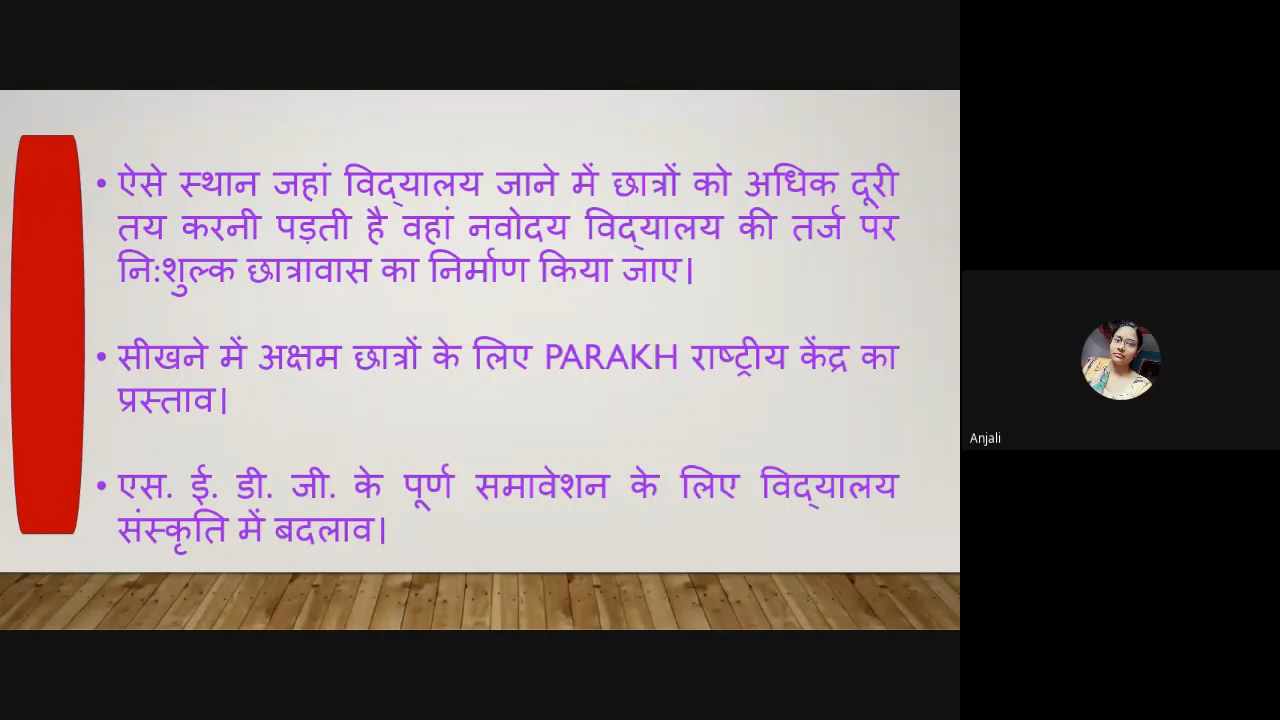 • ऐसे स्थान जहां विद्यालय जाने में छात्रों को अधिक दूरी
तय करनी पड़ती है वहां नवोदय विद्यालय की तर्ज पर
नि:शुल्क छात्रावास का निर्माण किया जाए।
• सीखने में अक्षम छात्रों के लिए PARAKH राष्ट्रीय केंद्र का
प्रस्ताव।
• एस. ई. डी. जी. के पूर्ण समावेशन के लिए विद्यालय
संस्कृति में बदलाव।
Anjali